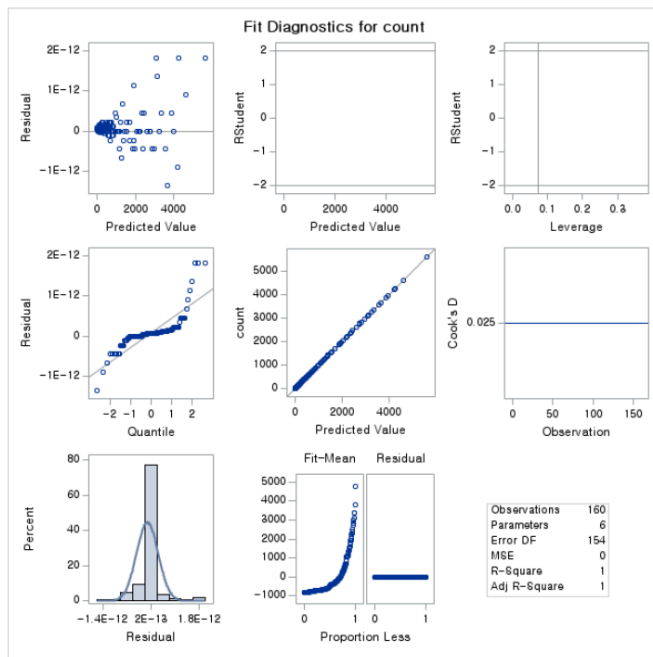 Fit Diagnostics for count
2E-12
1E-12
0
-1E-12
Residual
0 2000 4000
Predicted Value
2
1
0
-1
-2
RStudent
0 2000 4000
Predicted Value
2
1
0
-1
-2
RStudent
0.0 0.1 0.2 0.3
Leverage
2E-12
1E-12
0
-1E-12
Residual
-2 -1 0 1 2
Quantile
5000
4000
3000
2000
1000
0
count
0 2000 4000
Predicted Value
0.025
Cook's D
0 50 100 150
Observation
80
60
40
20
0
Percent
-1.4E-12 2E-13 1.8E-12
Residual
Fit–Mean Residual
5000
4000
3000
2000
1000
0
-1000
0 1 0 1
Proportion Less
Observations 160
Parameters 6
Error DF 154
MSE 0
R-Square 1
Adj R-Square 1